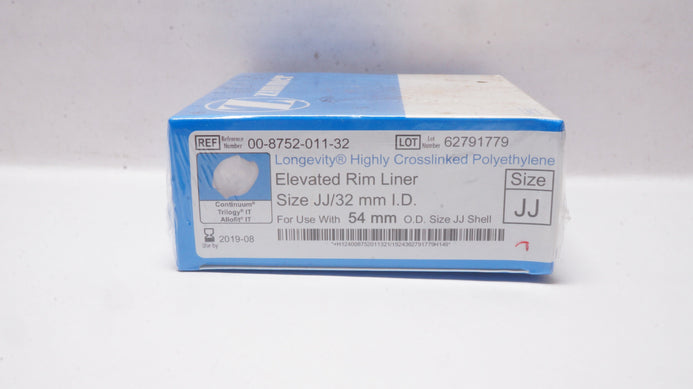 zimmer
REF Reference Number 00-8752-011-32 LOT Lot Number 62791779
Longevity® Highly Crosslinked Polyethylene
Elevated Rim Liner
Size JJ/32 mm I.D.
For Use With 54 mm O.D. Size JJ Shell
Size
JJ
Continuum®
Trilogy® IT
Allofit® IT
Use by 2019-08